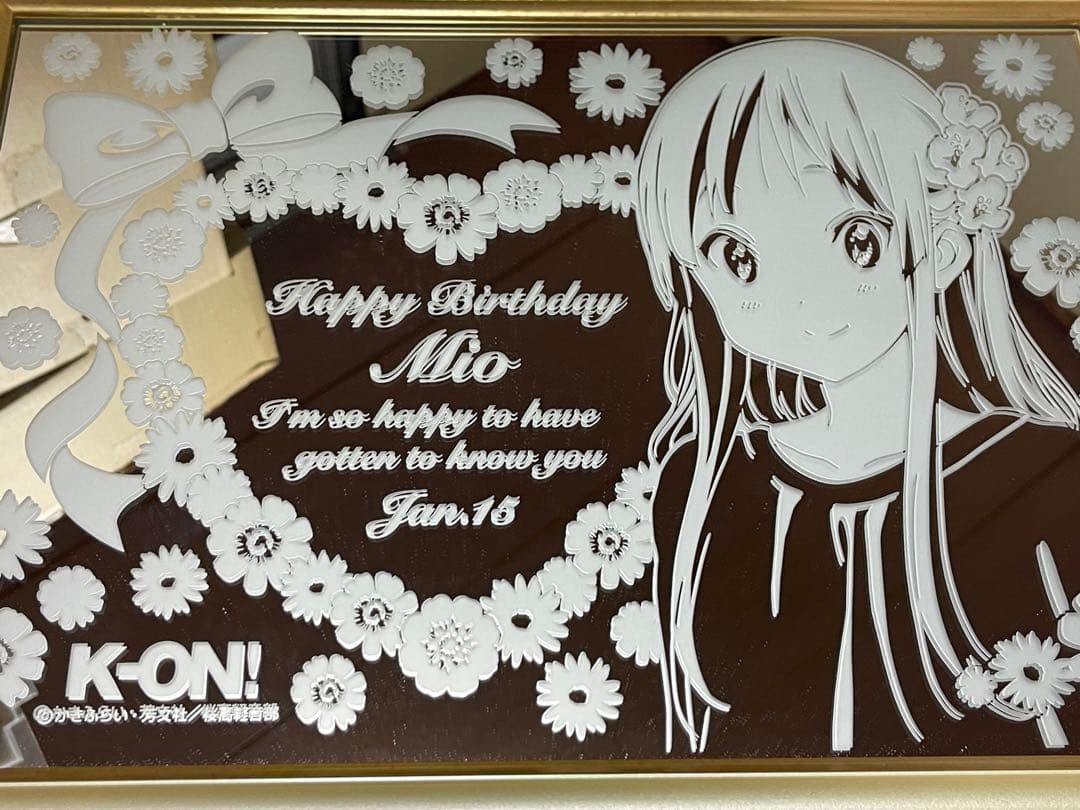 Happy Birthday
Mio
I'm so happy to have
gotten to know you
Jan.15
K-ON!
©かきふらい・芳文社／桜高軽音部